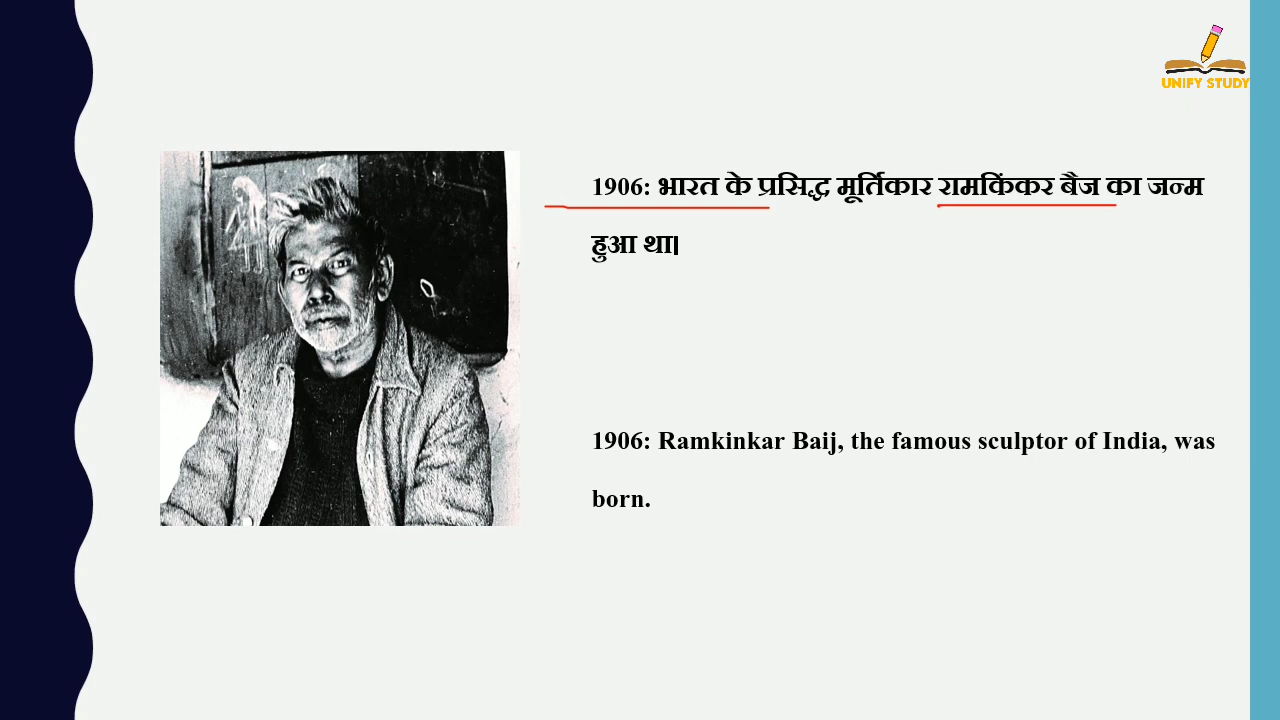 UNIFY STUDY
1906: भारत के प्रसिद्ध मूर्तिकार रामकिंकर बैज का जन्म
हुआ था।
1906: Ramkinkar Baij, the famous sculptor of India, was
born.